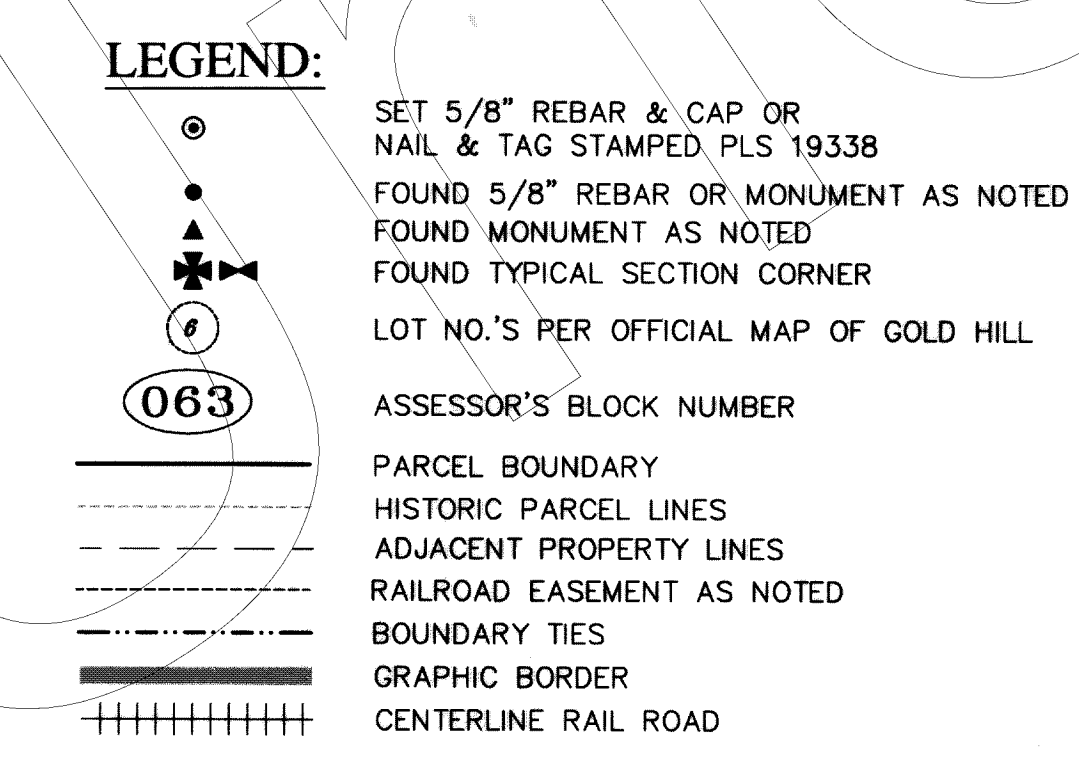 LEGEND:
SET 5/8" REBAR & CAP OR
NAIL & TAG STAMPED PLS 19338
FOUND 5/8" REBAR OR MONUMENT AS NOTED
FOUND MONUMENT AS NOTED
FOUND TYPICAL SECTION CORNER
6 LOT NO.'S PER OFFICIAL MAP OF GOLD HILL
063 ASSESSOR'S BLOCK NUMBER
PARCEL BOUNDARY
HISTORIC PARCEL LINES
ADJACENT PROPERTY LINES
RAILROAD EASEMENT AS NOTED
BOUNDARY TIES
GRAPHIC BORDER
CENTERLINE RAIL ROAD